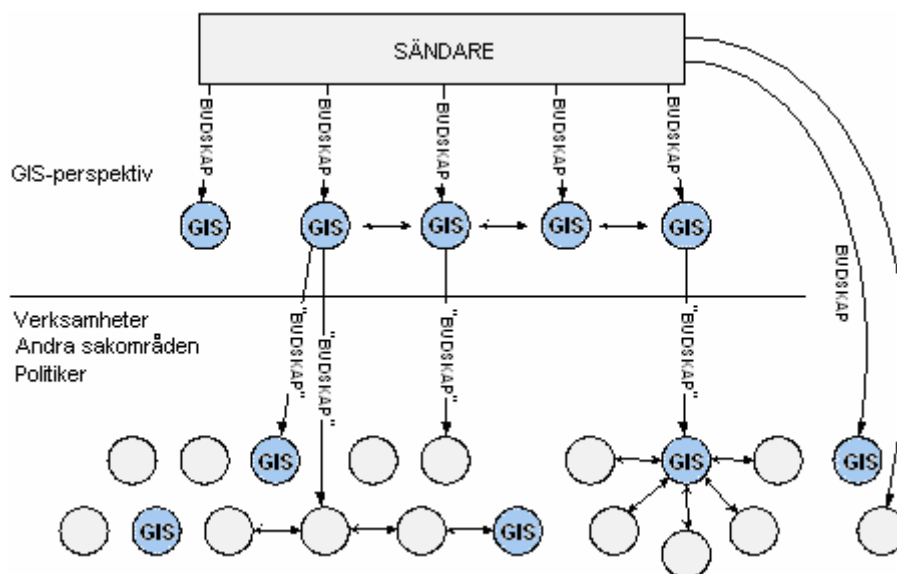 SÄNDARE
BUDSKAP
BUDSKAP
BUDSKAP
BUDSKAP
BUDSKAP
GIS-perspektiv
GIS
GIS
GIS
GIS
GIS
BUDSKAP
Verksamheter
Andra sakområden
Politiker
"BUDSKAP"
"BUDSKAP"
"BUDSKAP"
"BUDSKAP"
GIS
GIS
GIS
GIS
GIS